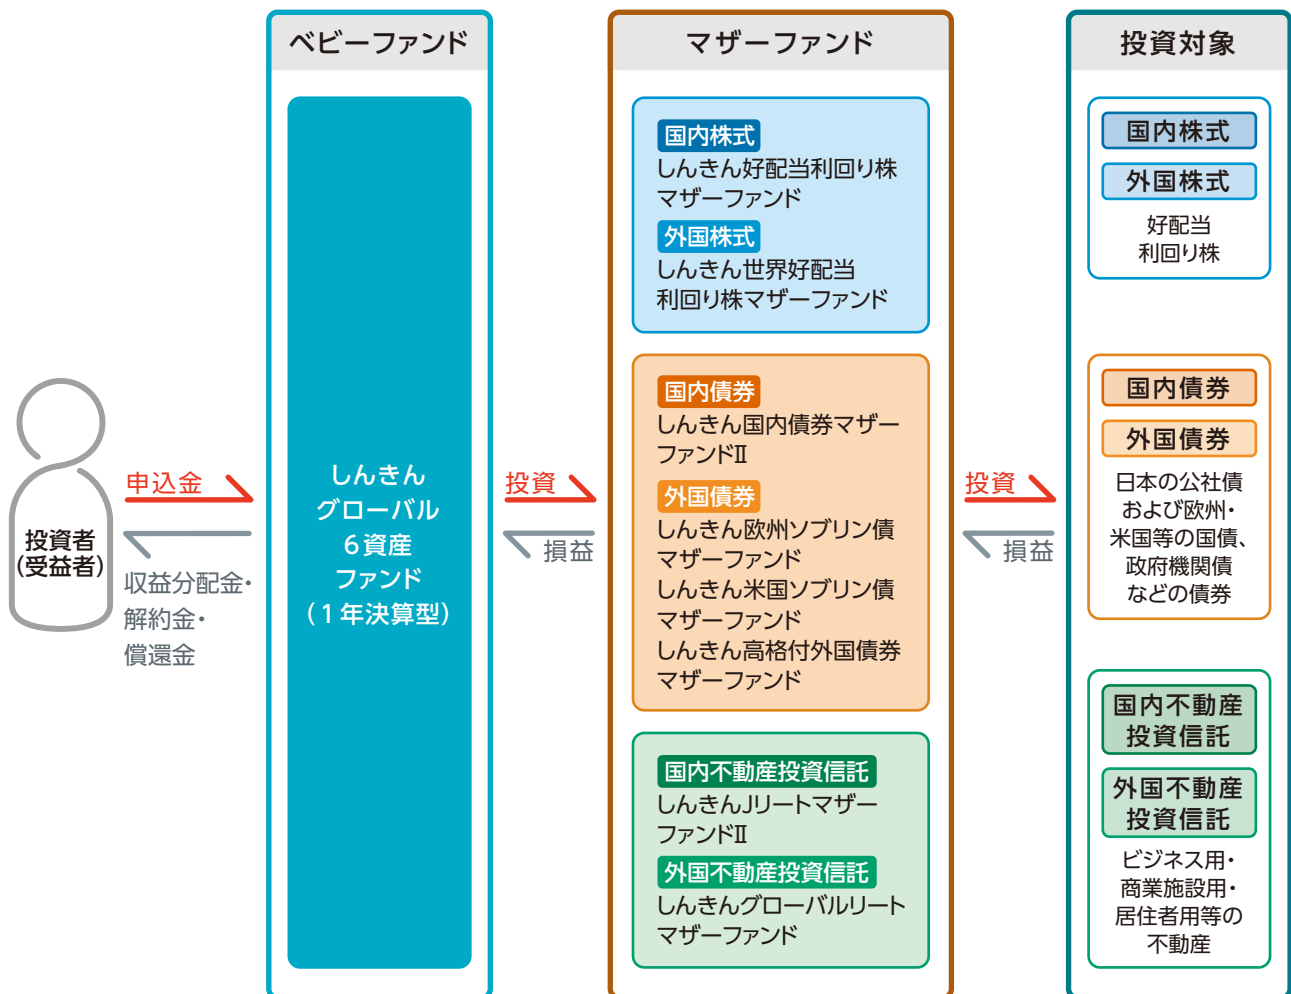 ベビーファンド
マザーファンド
投資対象
投資者
(受益者)
申込金
収益分配金・
解約金・
償還金
しんきん
グローバル
6資産
ファンド
(1年決算型)
投資
損益
国内株式
しんきん好配当利回り株
マザーファンド
外国株式
しんきん世界好配当
利回り株マザーファンド
国内債券
しんきん国内債券マザー
ファンドⅡ
外国債券
しんきん欧州ソブリン債
マザーファンド
しんきん米国ソブリン債
マザーファンド
しんきん高格付外国債券
マザーファンド
国内不動産投資信託
しんきんJリートマザー
ファンドⅡ
外国不動産投資信託
しんきんグローバルリート
マザーファンド
投資
損益
国内株式
外国株式
好配当
利回り株
国内債券
外国債券
日本の公社債
および欧州・
米国等の国債、
政府機関債
などの債券
国内不動産
投資信託
外国不動産
投資信託
ビジネス用・
商業施設用・
居住者用等の
不動産